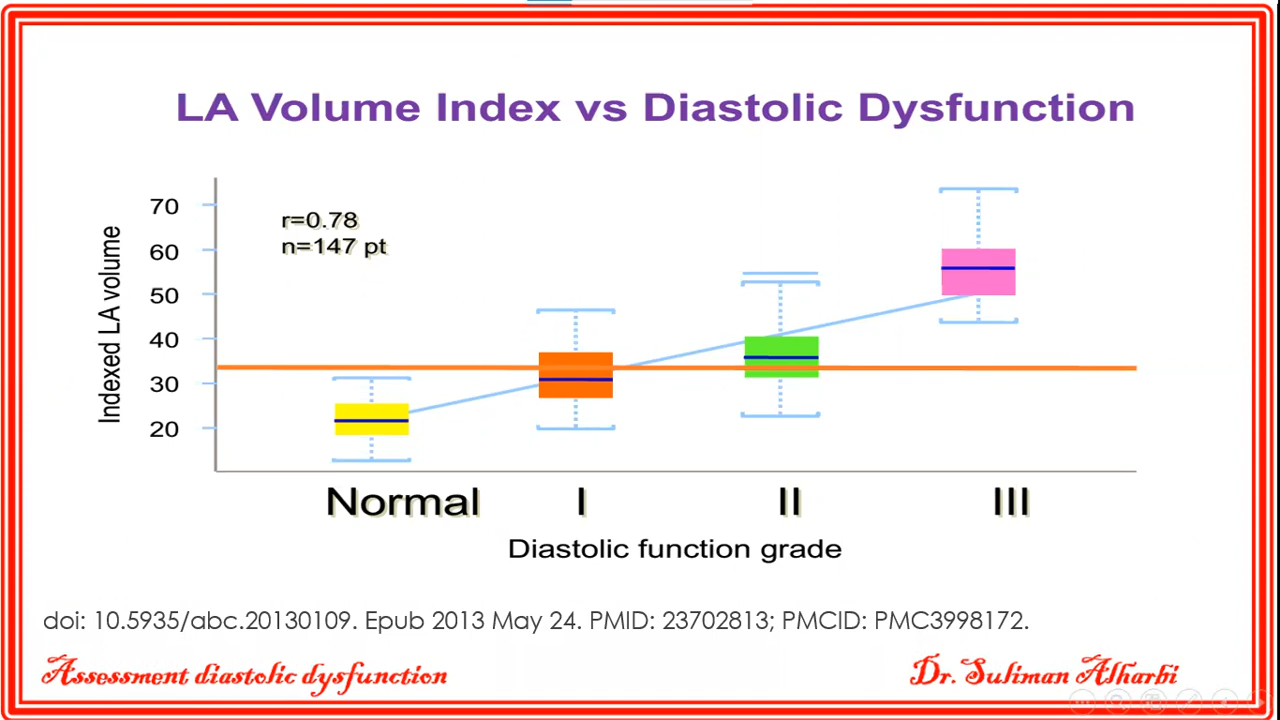 LA Volume Index vs Diastolic Dysfunction
r=0.78
n=147 pt
Indexed LA volume
70
60
50
40
30
20
Normal I II III
Diastolic function grade
doi: 10.5935/abc.20130109. Epub 2013 May 24. PMID: 23702813; PMCID: PMC3998172.
Assessment diastolic dysfunction
Dr. Suliman Alharbi